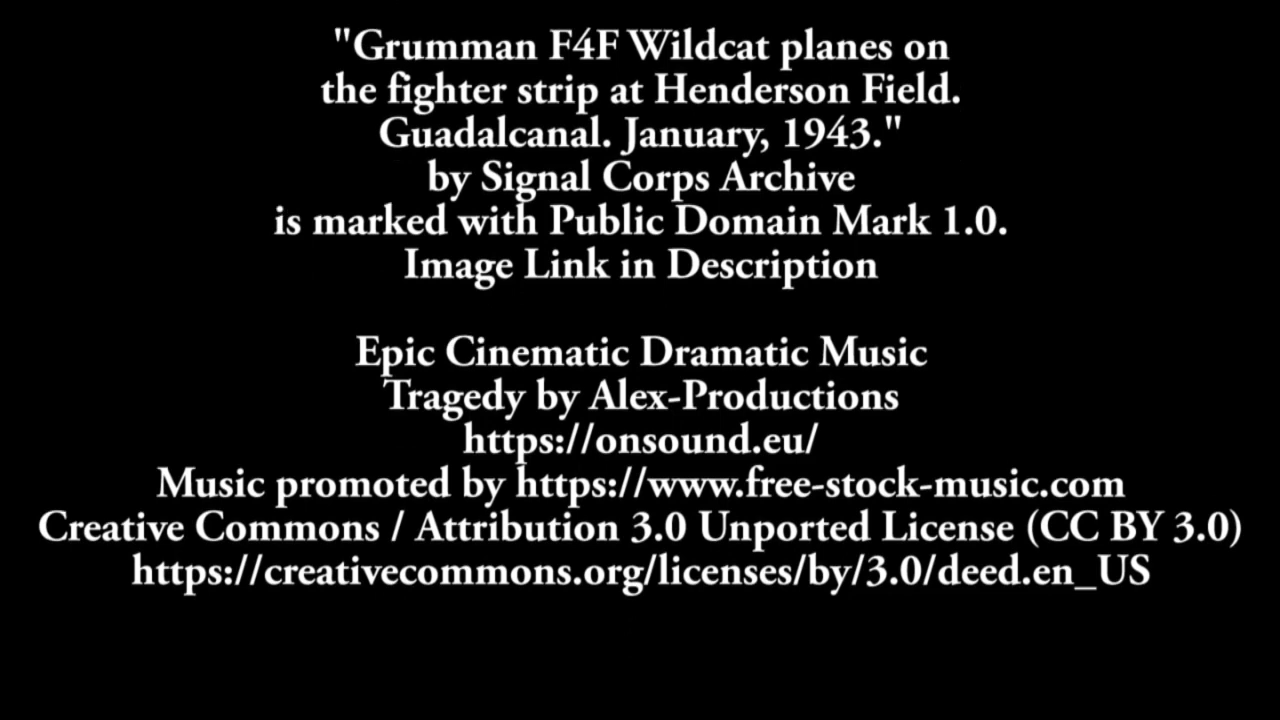 "Grumman F4F Wildcat planes on
the fighter strip at Henderson Field.
Guadalcanal. January, 1943."
by Signal Corps Archive
is marked with Public Domain Mark 1.0.
Image Link in Description
Epic Cinematic Dramatic Music
Tragedy by Alex-Productions
https://onsound.eu/
Music promoted by https://www.free-stock-music.com
Creative Commons / Attribution 3.0 Unported License (CC BY 3.0)
https://creativecommons.org/licenses/by/3.0/deed.en_US